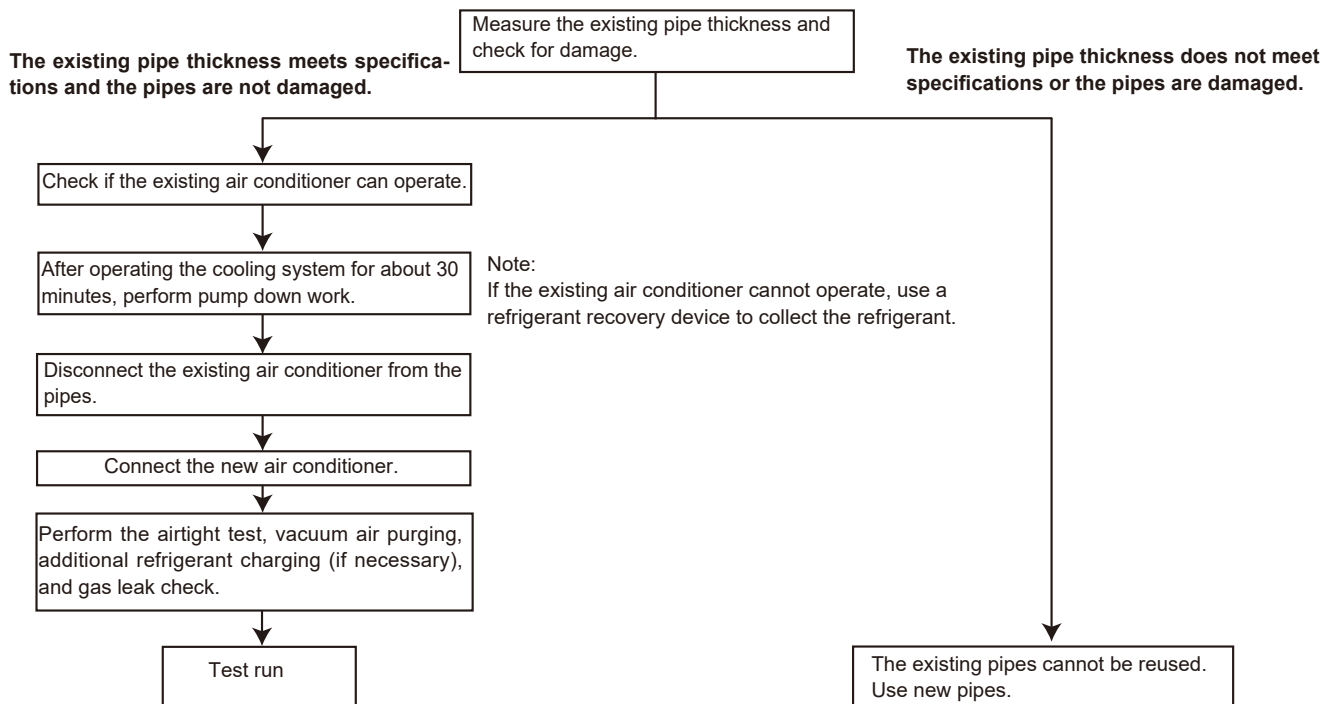 Measure the existing pipe thickness and
check for damage.
The existing pipe thickness meets specifica-
tions and the pipes are not damaged.
The existing pipe thickness does not meet
specifications or the pipes are damaged.
Check if the existing air conditioner can operate.
After operating the cooling system for about 30
minutes, perform pump down work.
Note:
If the existing air conditioner cannot operate, use a
refrigerant recovery device to collect the refrigerant.
Disconnect the existing air conditioner from the
pipes.
Connect the new air conditioner.
Perform the airtight test, vacuum air purging,
additional refrigerant charging (if necessary),
and gas leak check.
Test run
The existing pipes cannot be reused.
Use new pipes.